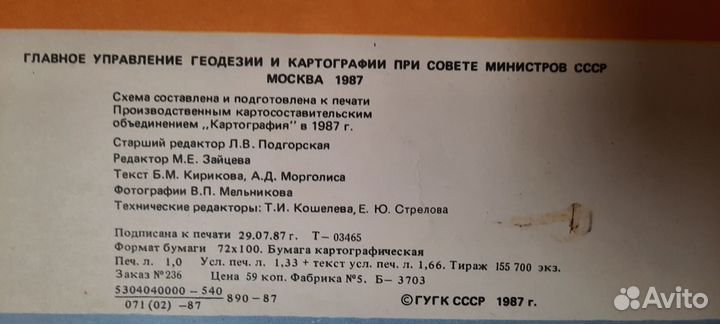 ГЛАВНОЕ УПРАВЛЕНИЕ ГЕОДЕЗИИ И КАРТОГРАФИИ ПРИ СОВЕТЕ МИНИСТРОВ СССР
МОСКВА 1987
Схема составлена и подготовлена к печати
Производственным картосоставительским
объединением „Картография" в 1987 г.
Старший редактор Л.В. Подгорская
Редактор М.Е. Зайцева
Текст Б.М. Кирикова, А.Д. Морголиса
Фотографии В.П. Мельникова
Технические редакторы: Т.И. Кошелева, Е. Ю. Стрелова
Подписана к печати 29.07.87 г. Т– 03465
Формат бумаги 72х100. Бумага картографическая
Печ. л. 1,0 Усл. печ. л. 1,33 + текст усл. печ. л. 1,66. Тираж 155 700 экз.
Заказ №236 Цена 59 коп. Фабрика №5. Б– 3703
5304040000 – 540
071 (02) –87
890 –87
©ГУГК СССР 1987 г.
Avito